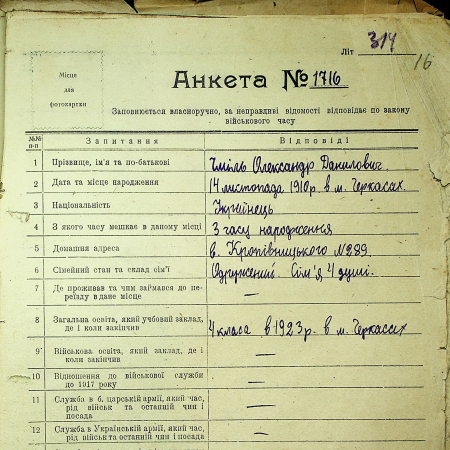 Літ 314
16
Місце
для
фотокартки
Анкета № 1716
Заповнюється власноручно, за неправдиві відомості відповідає по закону
військового часу
№№ п-п Запитання Відповіді
1 Прізвище, ім'я та по-батькові Чміль Олександр Данилович.
2 Дата та місце народження 14 листопада 1910 р. в м. Черкасах.
3 Національність Українець
4 З якого часу мешкає в даному місці З часу народження
5 Домашня адреса в. Кропівницького № 289.
6 Сімейний стан та склад сім'ї Одружений. Сім'я 4 душі.
7 Де проживав та чим займався до пе-
реїзду в дане місце —
8 Загальна освіта, який учбовий заклад,
де і коли закінчив 4 класа в 1923 р. в м. Черкасах
9 Військова освіта, який заклад, де і
коли закінчив —
10 Відношення до військової служби
до 1917 року —
11 Служба в б. царській армії, який час,
рід військ та останній чин і
посада —
12 Служба в Українській армії, який час,
рід військ та останній чин і посада —